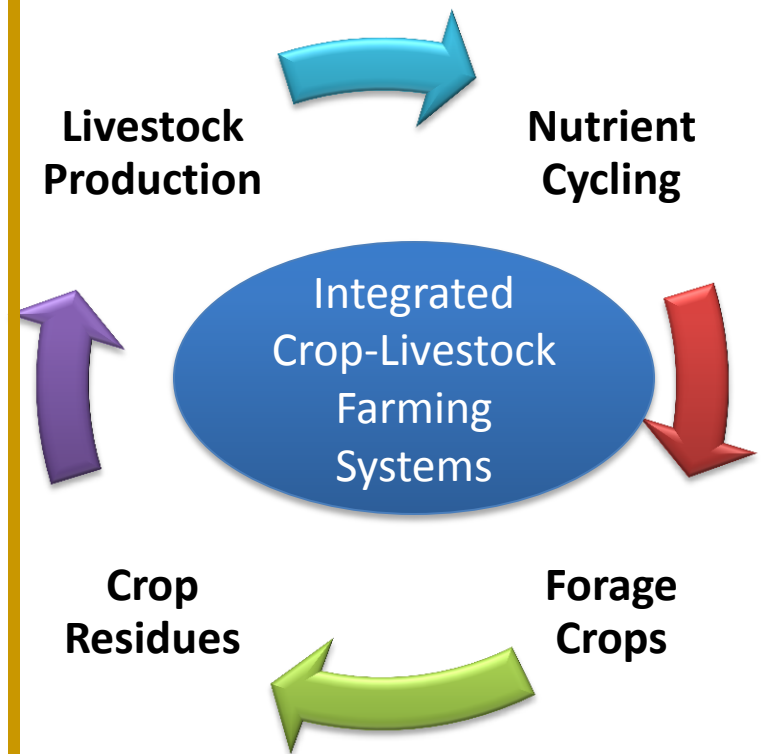 Livestock
Production
Nutrient
Cycling
Integrated
Crop-Livestock
Farming
Systems
Crop
Residues
Forage
Crops